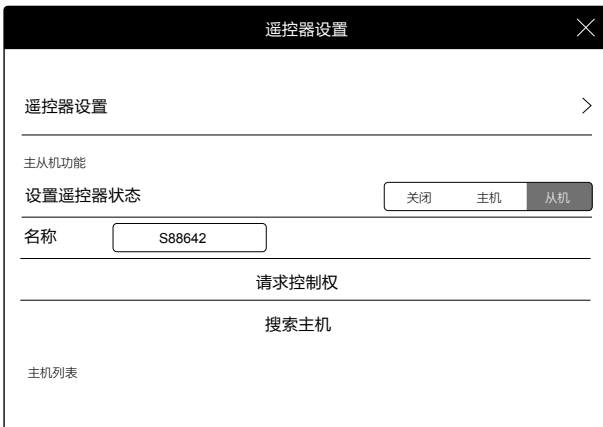 遥控器设置
遥控器设置
主从机功能
设置遥控器状态 关闭 主机 从机
名称 S88642
请求控制权
搜索主机
主机列表